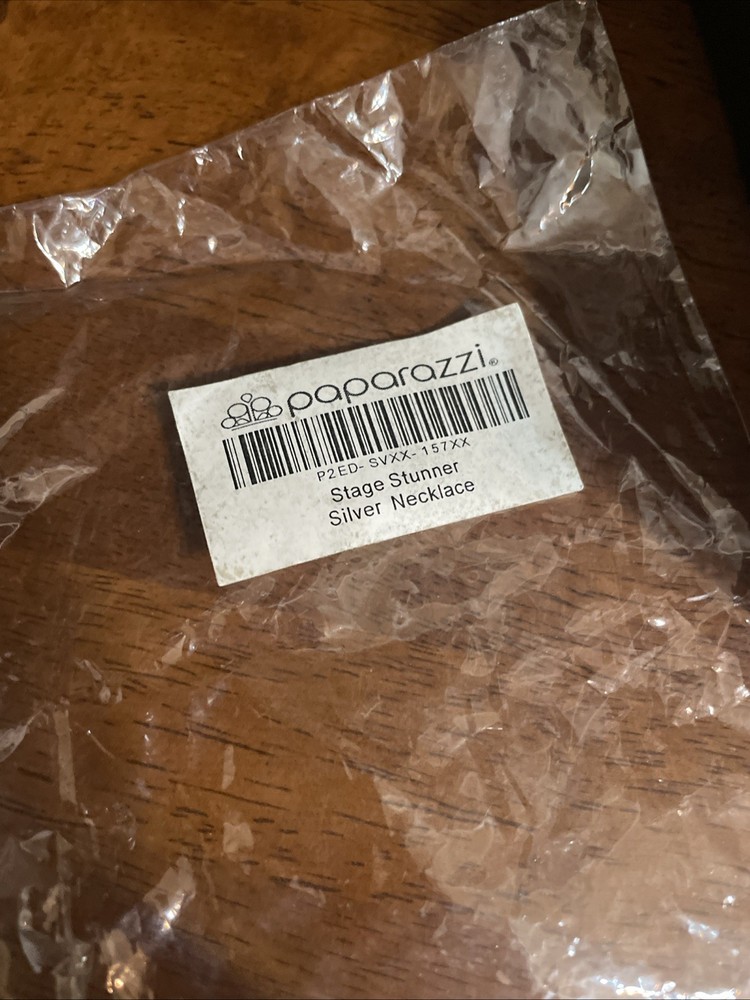 paparazzi®
P2ED-SVXX-157XX
Stage Stunner
Silver Necklace